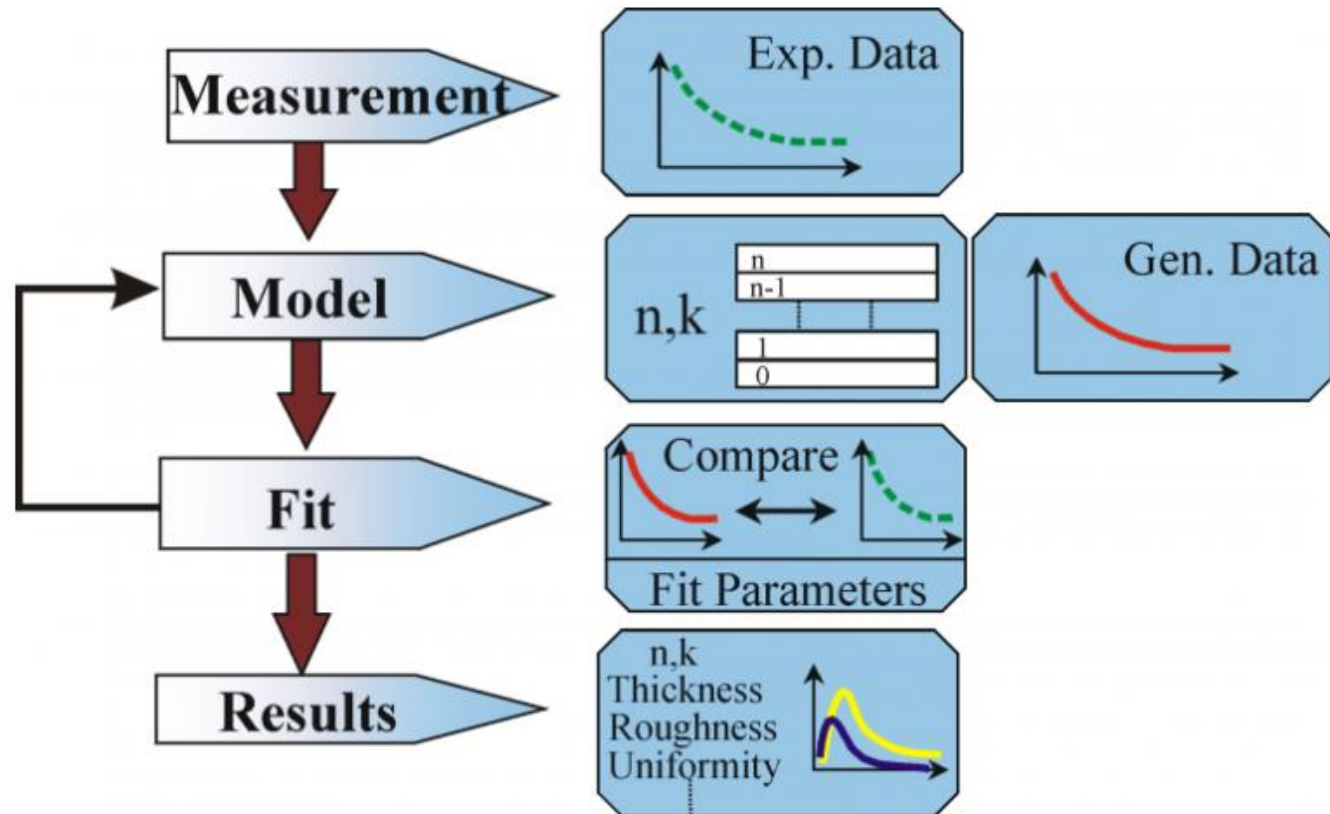 Measurement
Exp. Data
Model
n,k
n
n-1
1
0
Gen. Data
Fit
Compare
Fit Parameters
Results
n,k
Thickness
Roughness
Uniformity